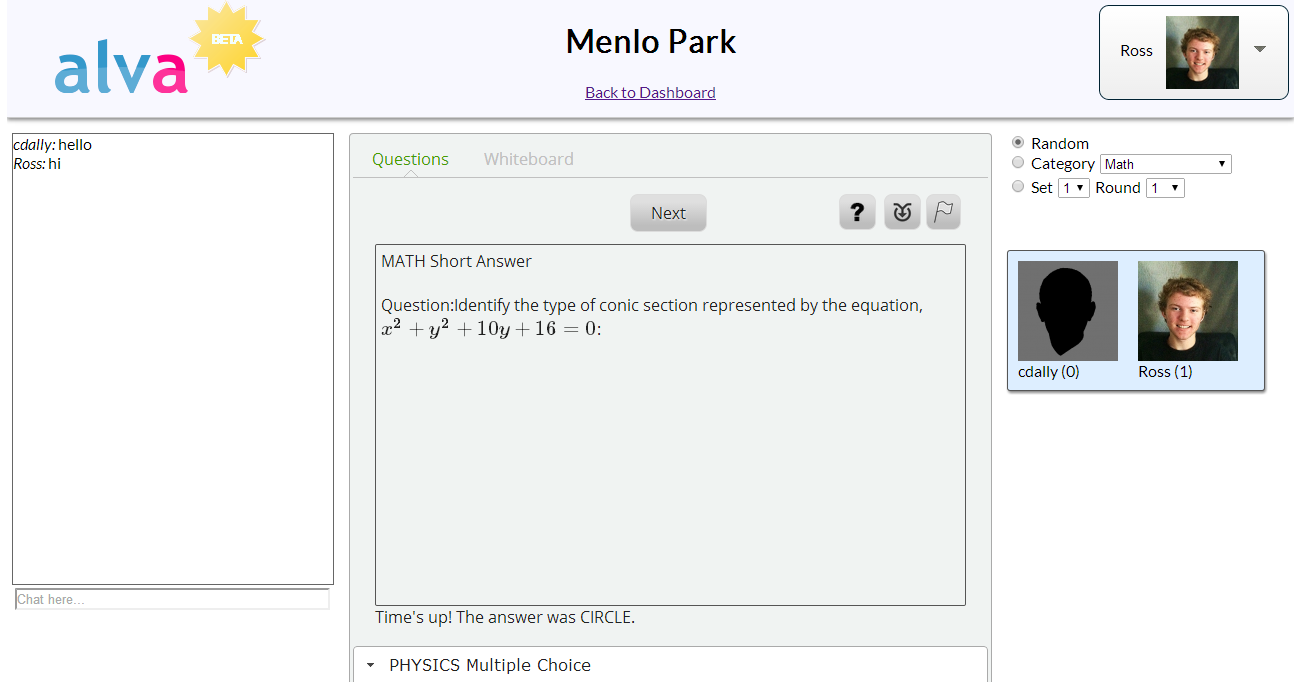 alva
BETA
Menlo Park
Back to Dashboard
Ross
cdally: hello
Ross: hi
Chat here...
Questions
Whiteboard
Next
?
MATH Short Answer
Question:Identify the type of conic section represented by the equation,
x² + y² + 10y + 16 = 0:
Time's up! The answer was CIRCLE.
PHYSICS Multiple Choice
Random
Category Math
Set 1 Round 1
cdally (0)
Ross (1)